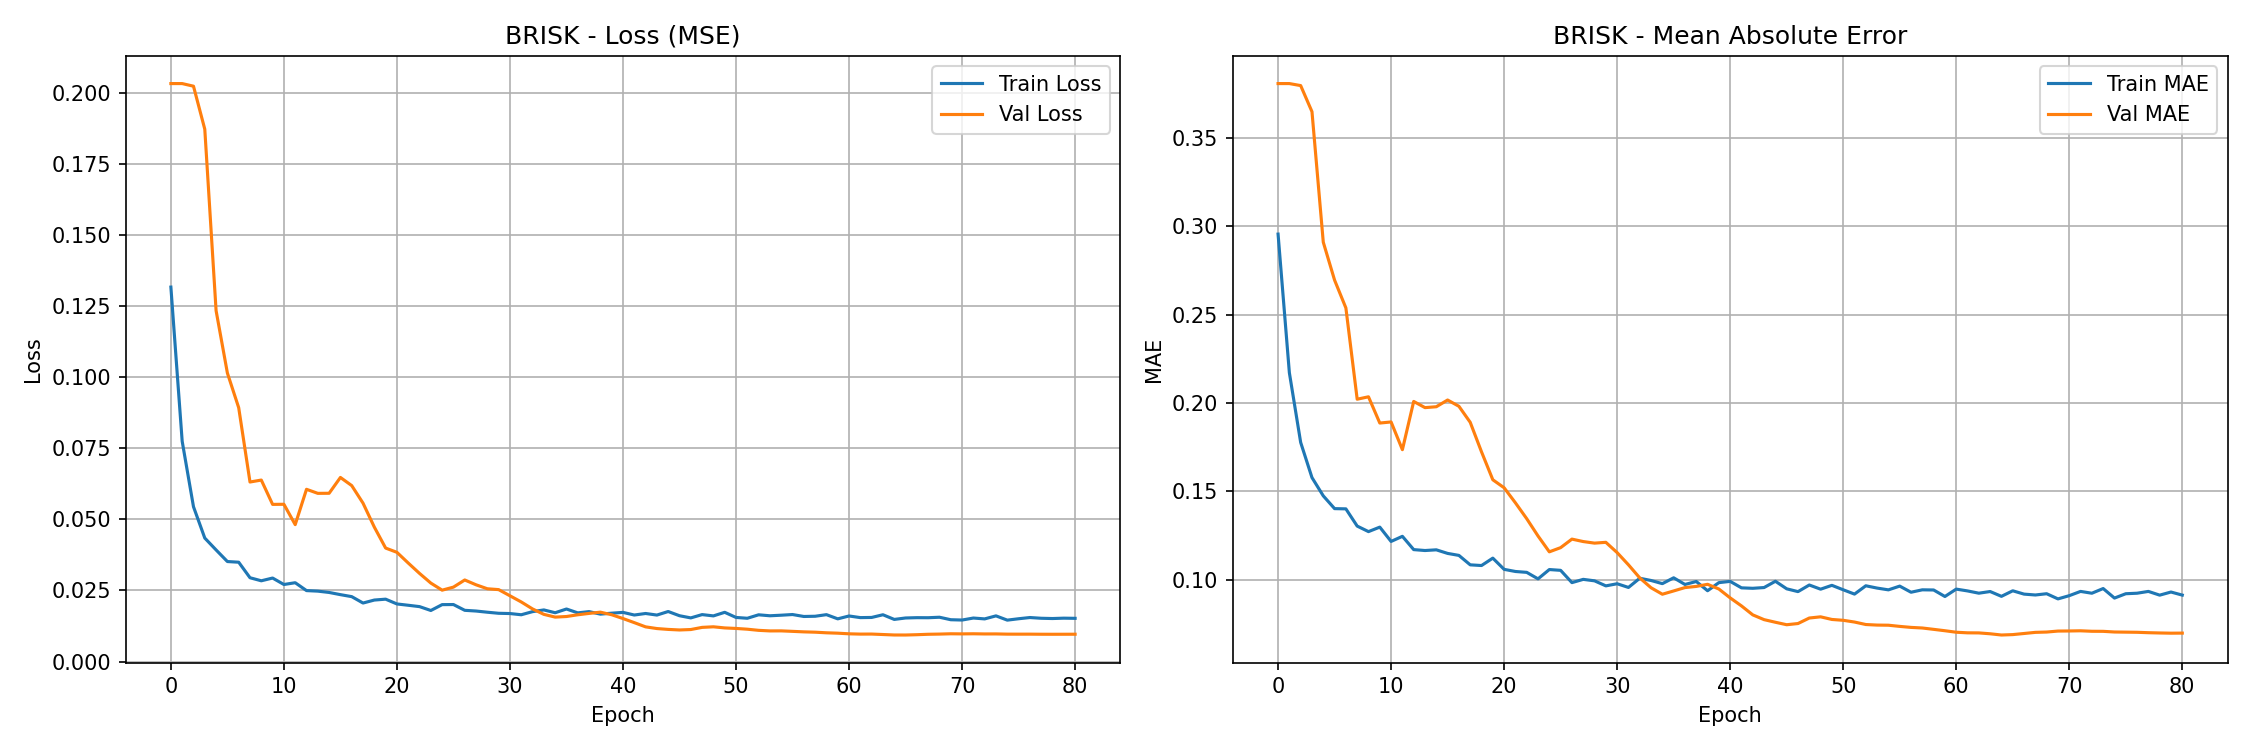 BRISK - Loss (MSE)
Train Loss
Val Loss
0.200
0.175
0.150
0.125
0.100
0.075
0.050
0.025
0.000
Loss
0 10 20 30 40 50 60 70 80
Epoch
BRISK - Mean Absolute Error
Train MAE
Val MAE
0.35
0.30
0.25
0.20
0.15
0.10
MAE
0 10 20 30 40 50 60 70 80
Epoch